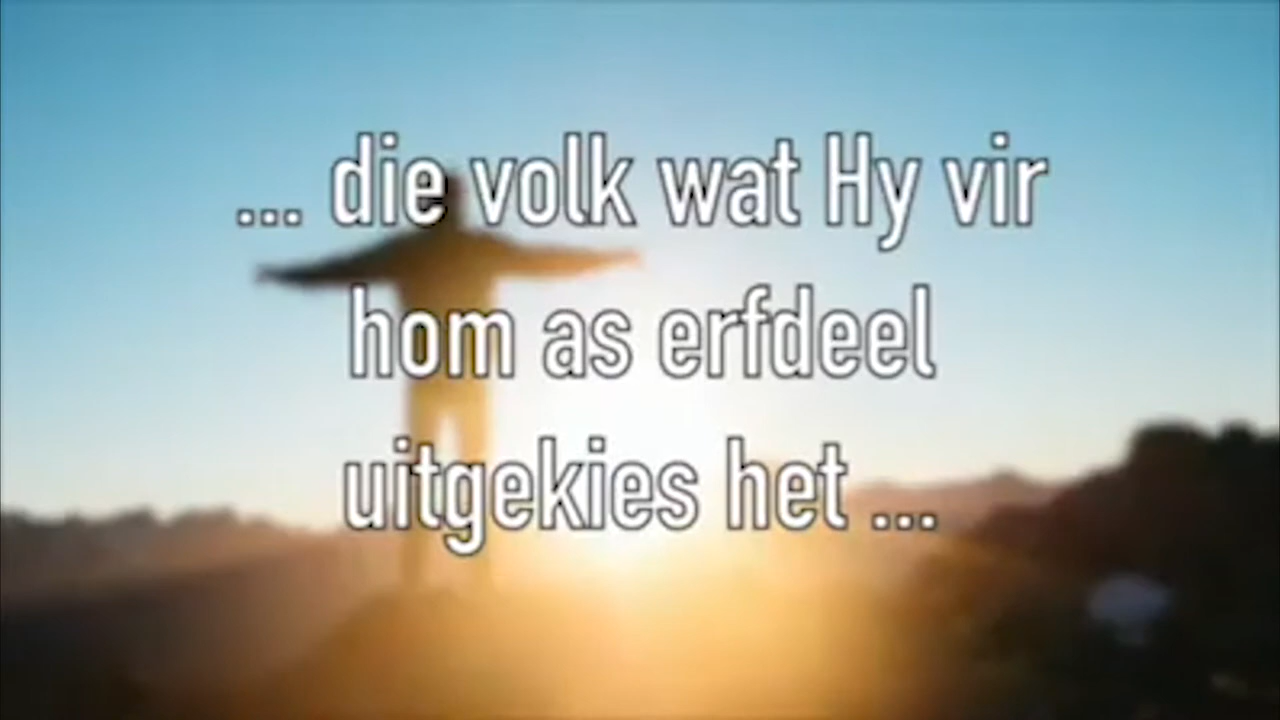 ... die volk wat Hy vir
hom as erfdeel
uitgekies het ...